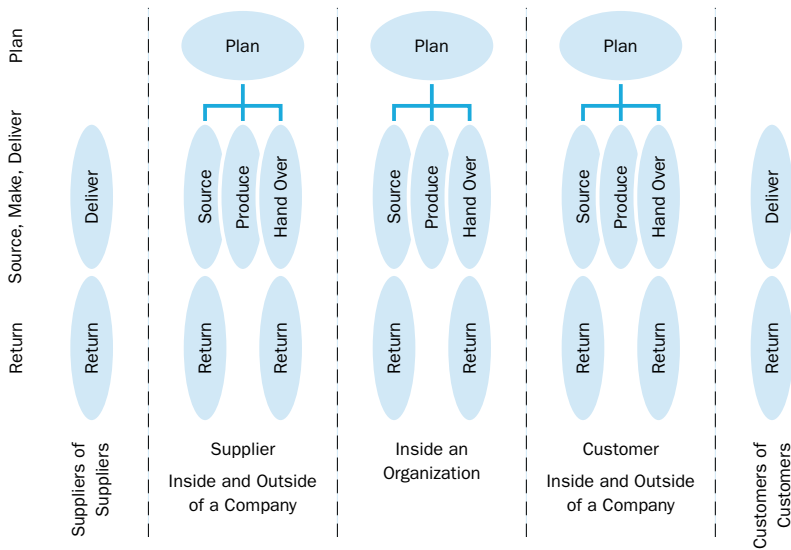 Plan
Plan
Plan
Plan
Source, Make, Deliver
Deliver
Source
Produce
Hand Over
Source
Produce
Hand Over
Source
Produce
Hand Over
Deliver
Return
Return
Return
Return
Return
Return
Return
Return
Return
Suppliers of
Suppliers
Supplier
Inside and Outside
of a Company
Inside an
Organization
Customer
Inside and Outside
of a Company
Customers of
Customers